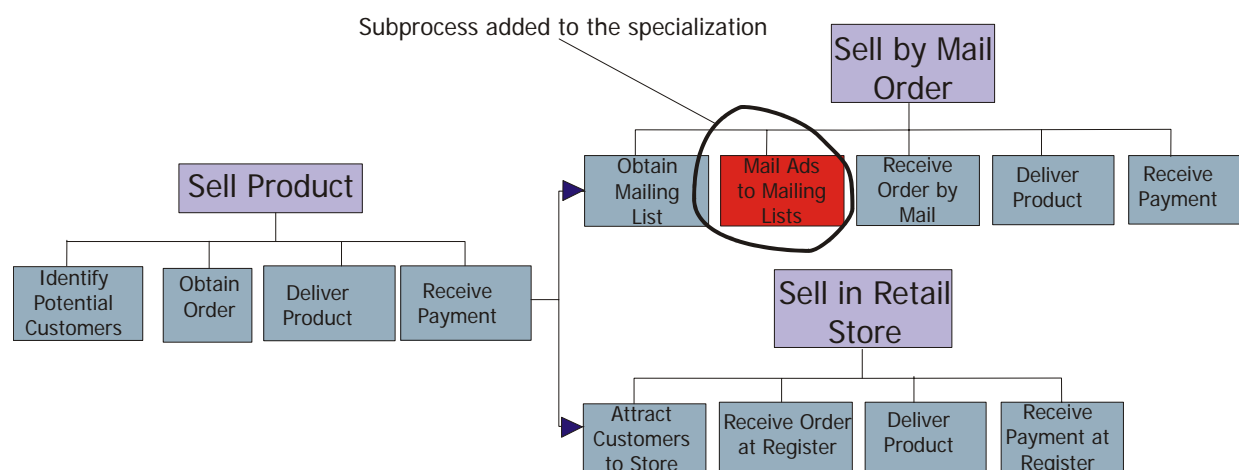 Subprocess added to the specialization
Sell by Mail
Order
Obtain
Mailing
List
Mail Ads
to Mailing
Lists
Receive
Order by
Mail
Deliver
Product
Receive
Payment
Sell Product
Identify
Potential
Customers
Obtain
Order
Deliver
Product
Receive
Payment
Sell in Retail
Store
Attract
Customers
to Store
Receive Order
at Register
Deliver
Product
Receive
Payment at
Register